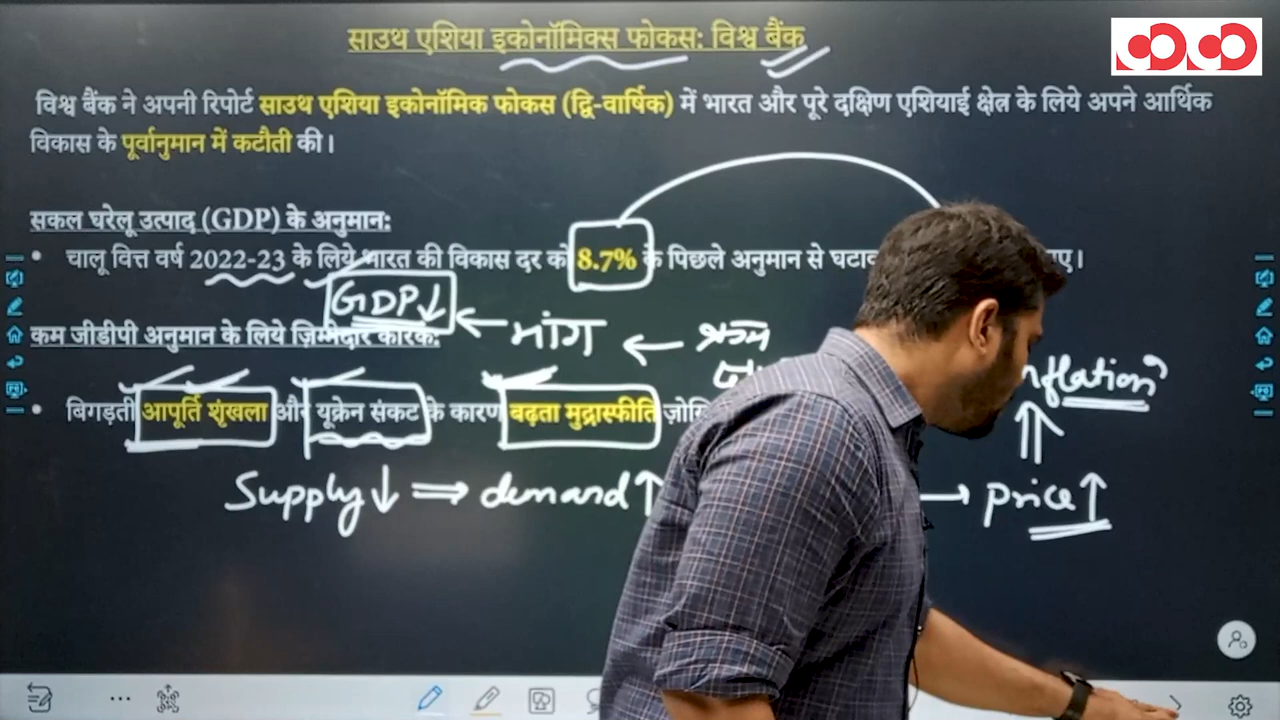 साउथ एशिया इकोनॉमिक्स फोकस: विश्व बैंक
विश्व बैंक ने अपनी रिपोर्ट साउथ एशिया इकोनॉमिक फोकस (द्वि-वार्षिक) में भारत और पूरे दक्षिण एशियाई क्षेत्र के लिये अपने आर्थिक
विकास के पूर्वानुमान में कटौती की।
सकल घरेलू उत्पाद (GDP) के अनुमान:
• चालू वित्त वर्ष 2022-23 के लिये भारत की विकास दर को 8.7% के पिछले अनुमान से
GDP↓ ← मांग ←
कम जीडीपी अनुमान के लिये ज़िम्मेदार कारक:
• बिगड़ती आपूर्ति शृंखला और यूक्रेन संकट के कारण बढ़ता मुद्रास्फीति
Supply↓ ⇒ demand↑ → price↑